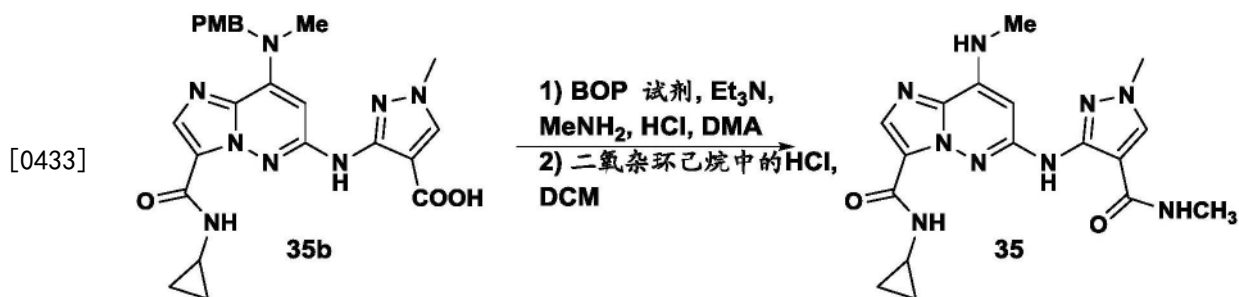 PMB Me
N
N
N
N
N
N
N
H
N
O
NH
COOH
35b
[0433]
1) BOP 试剂, Et₃N,
MeNH₂, HCl, DMA
2) 二氧杂环己烷中的HCl,
DCM
Me
HN
N
N
N
N
N
N
H
O
NH
O
NHCH₃
35